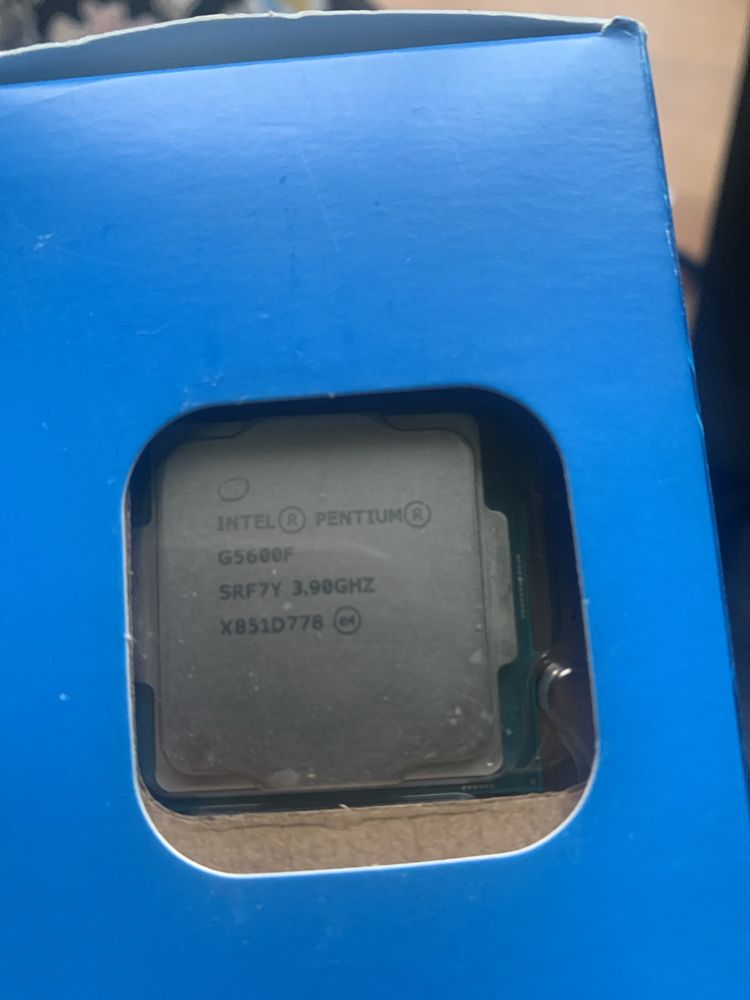 INTEL® PENTIUM®
G5600F
SRF7Y 3.90GHZ
X851D778 e4